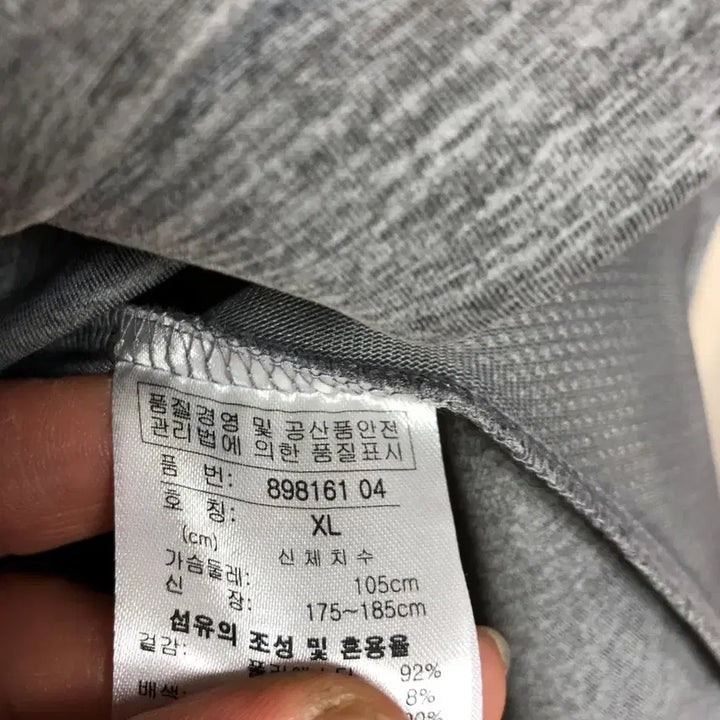 품질경영 및 공산품안전
관리법에 의한 품질표시
품 번: 898161 04
호 칭: XL
(cm) 신체치수
가슴둘레: 105cm
신 장: 175~185cm
섬유의 조성 및 혼용율
겉감: 92%
8%
배색: